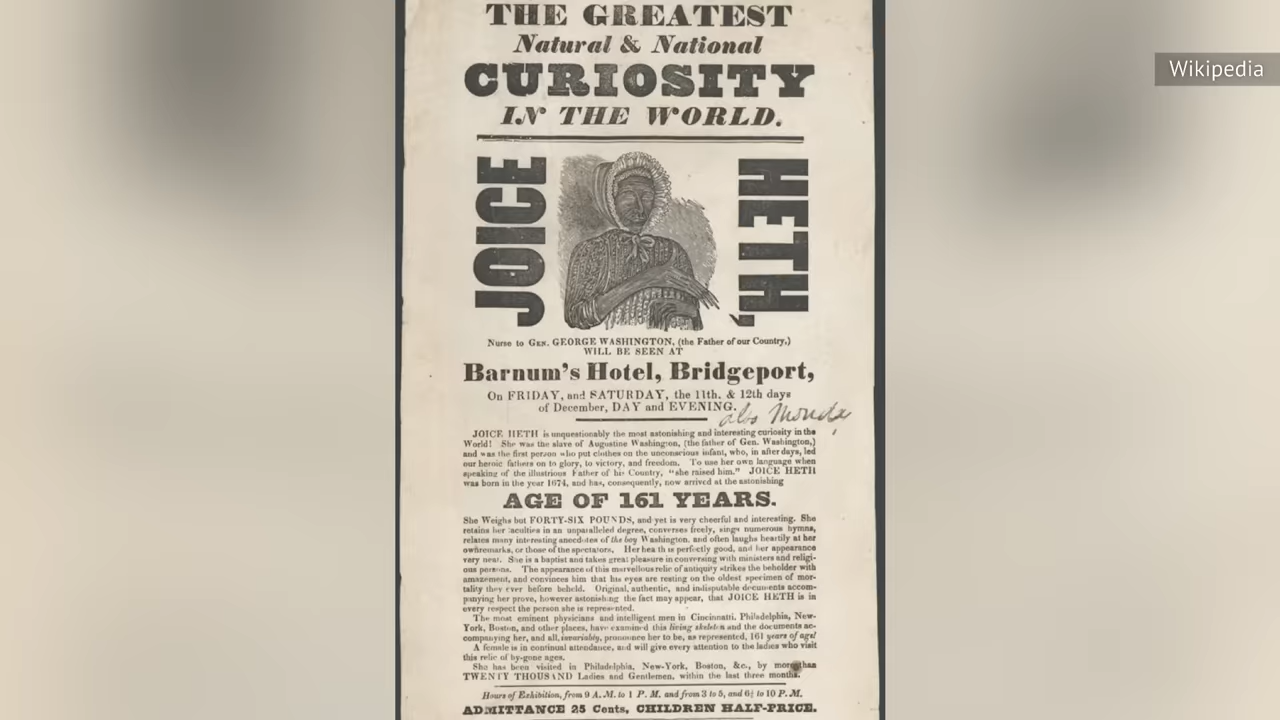 THE GREATEST
Natural & National
CURIOSITY
IN THE WORLD.
Wikipedia
JOICE
HETH,
Nurse to GEN. GEORGE WASHINGTON, (the Father of our Country,)
WILL BE SEEN AT
Barnum's Hotel, Bridgeport,
On FRIDAY, and SATURDAY, the 11th. & 12th days
of December, DAY and EVENING.
also Monda
JOICE HETH is unquestionably the most astonishing and interesting curiosity in the
World! She was the slave of Augustine Washington, (the father of Gen. Washington,)
and was the first person who put clothes on the unconscious infant, who, in after days, led
our heroic fathers on to glory, to victory, and freedom. To use her own language when
speaking of the illustrious Father of his Country, "she raised him." JOICE HETH
was born in the year 1674, and has, consequently, now arrived at the astonishing
AGE OF 161 YEARS.
She Weighs but FORTY-SIX POUNDS, and yet is very cheerful and interesting. She
retains her faculties in an unparalleled degree, converses freely, sings numerous hymns,
relates many interesting anecdotes of the boy Washington, and often laughs heartily at her
own remarks, or those of the spectators. Her health is perfectly good, and her appearance
very neat. She is a baptist and takes great pleasure in conversing with ministers and religi-
ous persons. The appearance of this marvellous relic of antiquity strikes the beholder with
amazement, and convinces him that his eyes are resting on the oldest specimen of mor-
tality they ever before beheld. Original, authentic, and indisputable documents accom-
panying her prove, however astonishing the fact may appear, that JOICE HETH is in
every respect the person she is represented.
The most eminent physicians and intelligent men in Cincinnati, Philadelphia, New-
York, Boston, and other places, have examined this living skeleton and the documents ac-
companying her, and all, invariably, pronounce her to be, as represented, 161 years of age!
A female is in continual attendance, and will give every attention to the ladies who visit
this relic of by-gone ages.
She has been visited in Philadelphia, New-York, Boston, &c., by more than
TWENTY THOUSAND Ladies and Gentlemen, within the last three months.
Hours of Exhibition, from 9 A. M. to 1 P. M. and from 3 to 5, and 6½ to 10 P. M.
ADMITTANCE 25 Cents, CHILDREN HALF-PRICE.